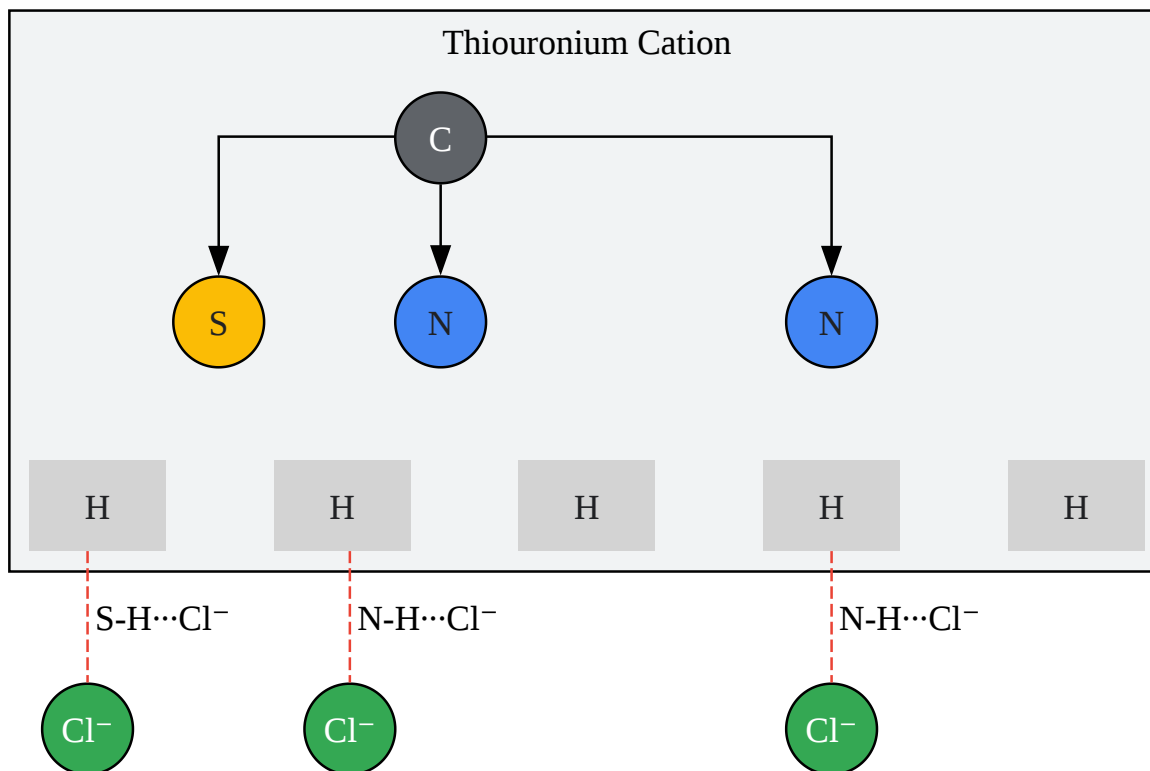 Thiouronium Cation
C
S
N
N
H
H
H
H
H
S-H···Cl⁻
N-H···Cl⁻
N-H···Cl⁻
Cl⁻
Cl⁻
Cl⁻